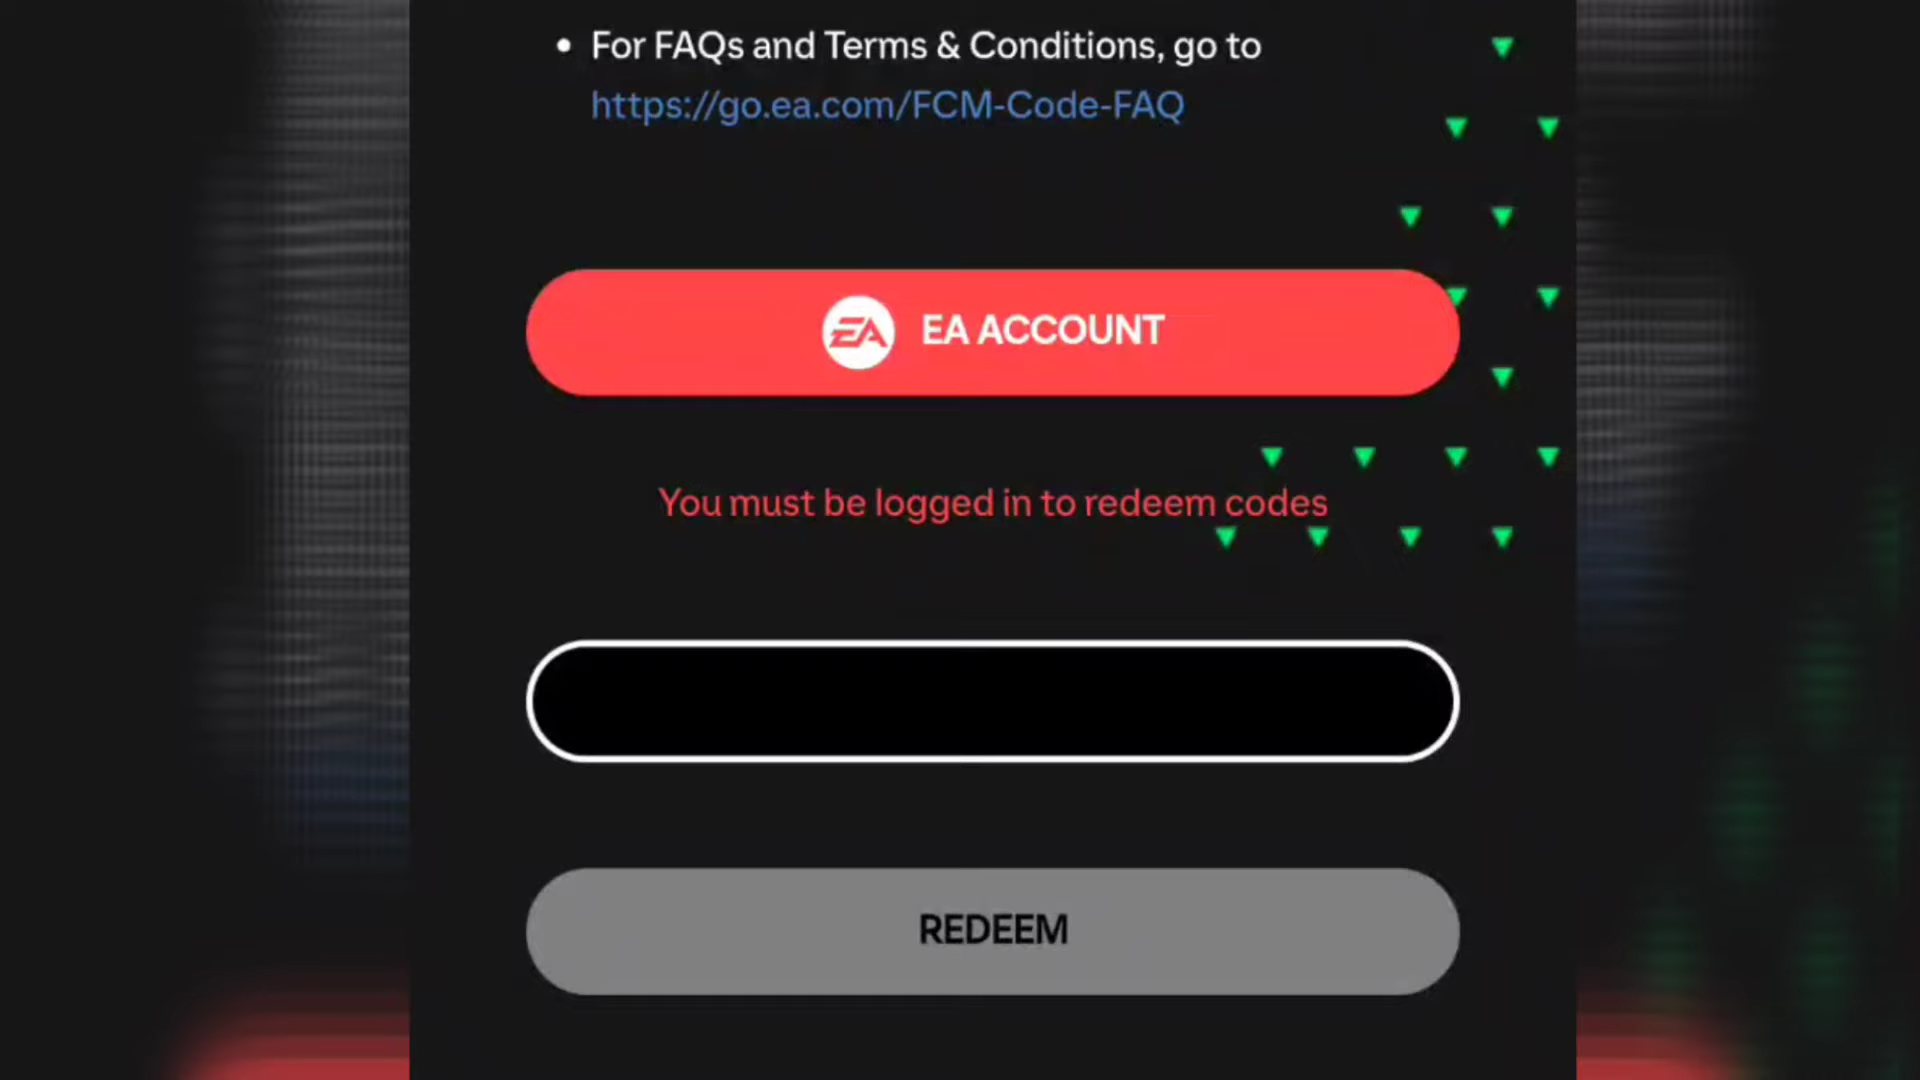 • For FAQs and Terms & Conditions, go to
https://go.ea.com/FCM-Code-FAQ
EA EA ACCOUNT
You must be logged in to redeem codes
REDEEM